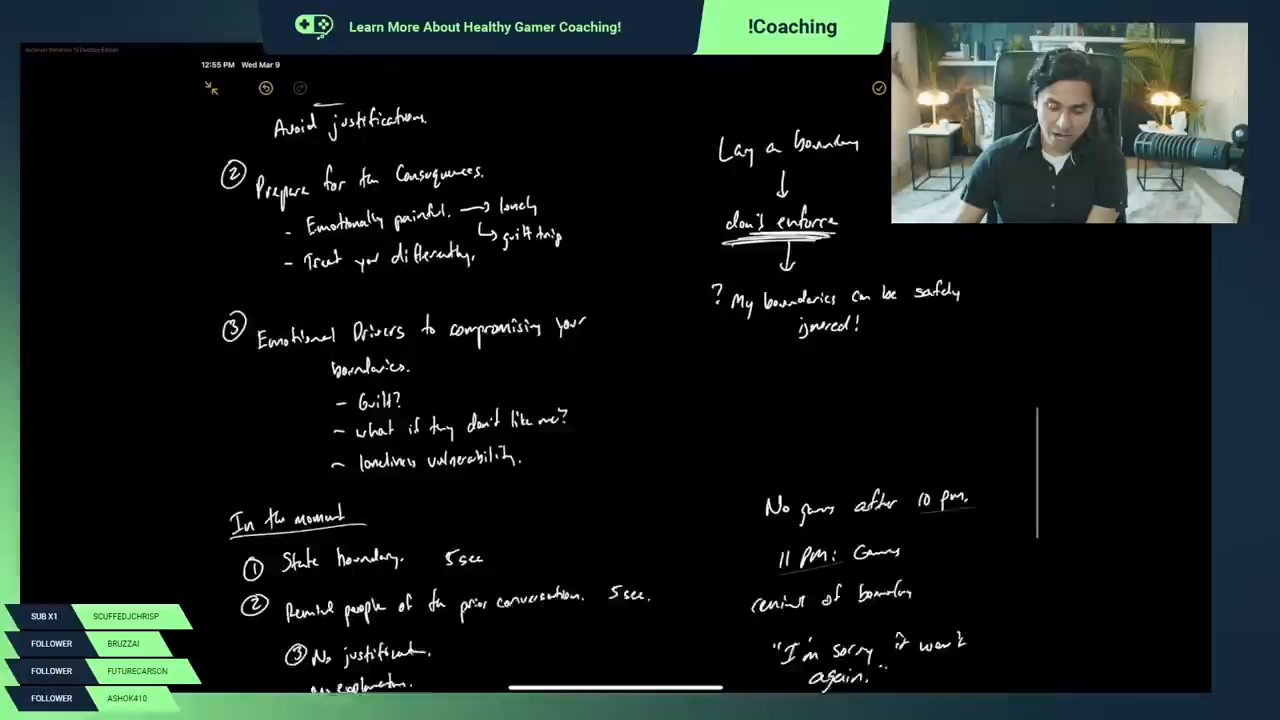 Learn More About Healthy Gamer Coaching!
!Coaching
12:55 PM Wed Mar 9
Avoid justifications.
② Prepare for the Consequences.
- Emotionally painful. → lonely
↳ guilt trip
- Treat you differently.
③ Emotional Drivers to compromising your
boundaries.
- Guilt?
- what if they don't like me?
- loneliness vulnerability.
In the moment
① State boundary. 5 sec
② Remind people of the prior conversation. 5 sec.
③ No justification.
No explanation.
Lay a boundary
↓
don't enforce
↓
? My boundaries can be safely
ignored!
No games after 10 pm.
11 PM: Games
remind of boundary
"I'm sorry it won't
again."
SUB X1 SCUFFEDJCHRISP
FOLLOWER BRUZZAI
FOLLOWER FUTURECARSON
FOLLOWER ASHOK410